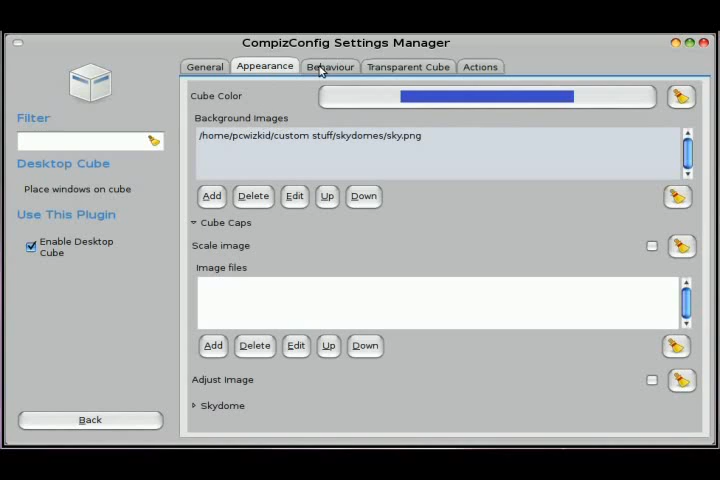 CompizConfig Settings Manager
General Appearance Behaviour Transparent Cube Actions
Filter
Desktop Cube
Place windows on cube
Use This Plugin
Enable Desktop
Cube
Back
Cube Color
Background Images
/home/pcwizkid/custom stuff/skydomes/sky.png
Add Delete Edit Up Down
Cube Caps
Scale image
Image files
Add Delete Edit Up Down
Adjust Image
Skydome